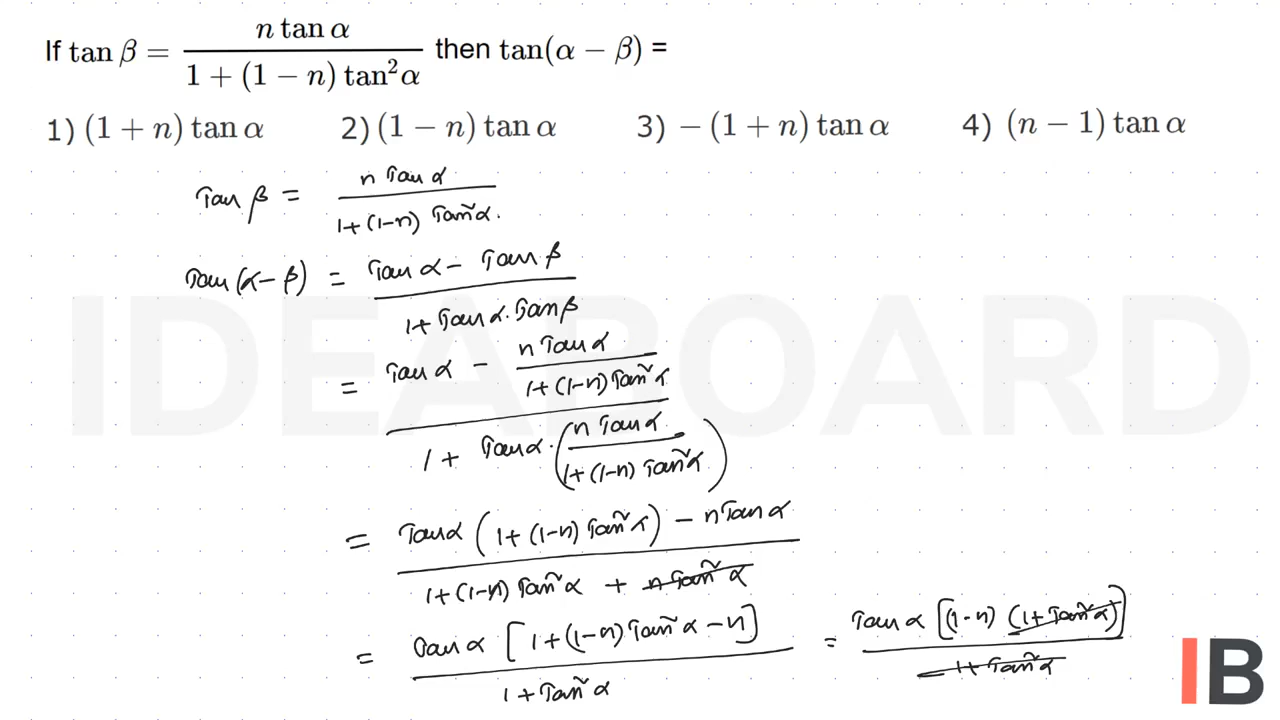 If tan β = n tan α / 1 + (1 − n) tan²α then tan(α − β) =
1) (1 + n) tan α 2) (1 − n) tan α 3) −(1 + n) tan α 4) (n − 1) tan α
Tan β = n Tan α / 1+(1-n) Tan²α.
Tan (α-β) = Tan α - Tan β / 1+ Tan α. Tan β
= Tan α - n Tan α / 1+(1-n) Tan²α / 1 + Tan α. (n Tan α / 1+(1-n) Tan²α)
= Tan α (1+(1-n) Tan²α) - n Tan α / 1+(1-n) Tan²α + n Tan²α
= Tan α [1+(1-n) Tan²α - n] / 1+Tan²α = Tan α [(1-n) (1+Tan²α)] / 1+Tan²α
IDEABOARD
IB